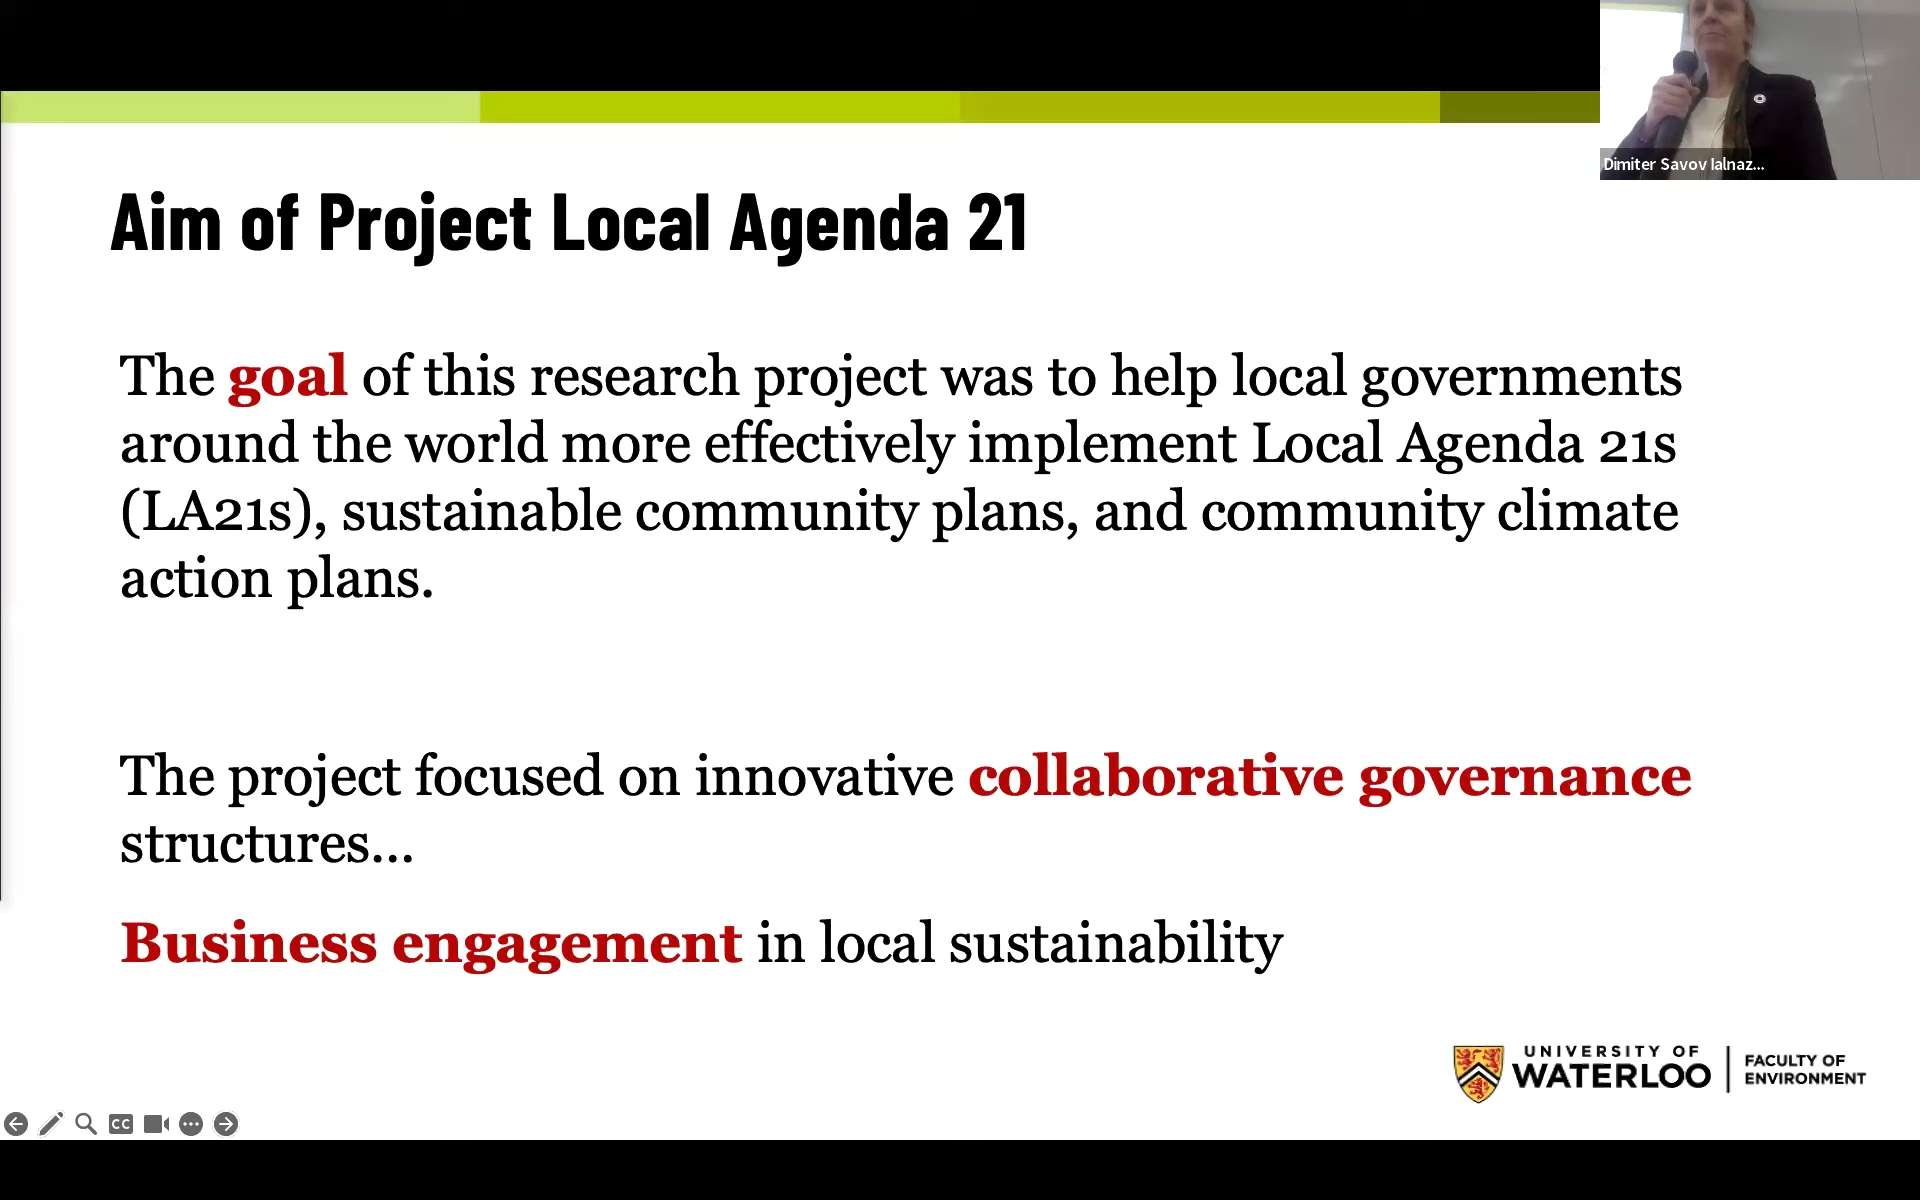 Dimiter Savov Ialnaz...
Aim of Project Local Agenda 21
The goal of this research project was to help local governments
around the world more effectively implement Local Agenda 21s
(LA21s), sustainable community plans, and community climate
action plans.
The project focused on innovative collaborative governance
structures...
Business engagement in local sustainability
UNIVERSITY OF
WATERLOO
FACULTY OF
ENVIRONMENT
CC